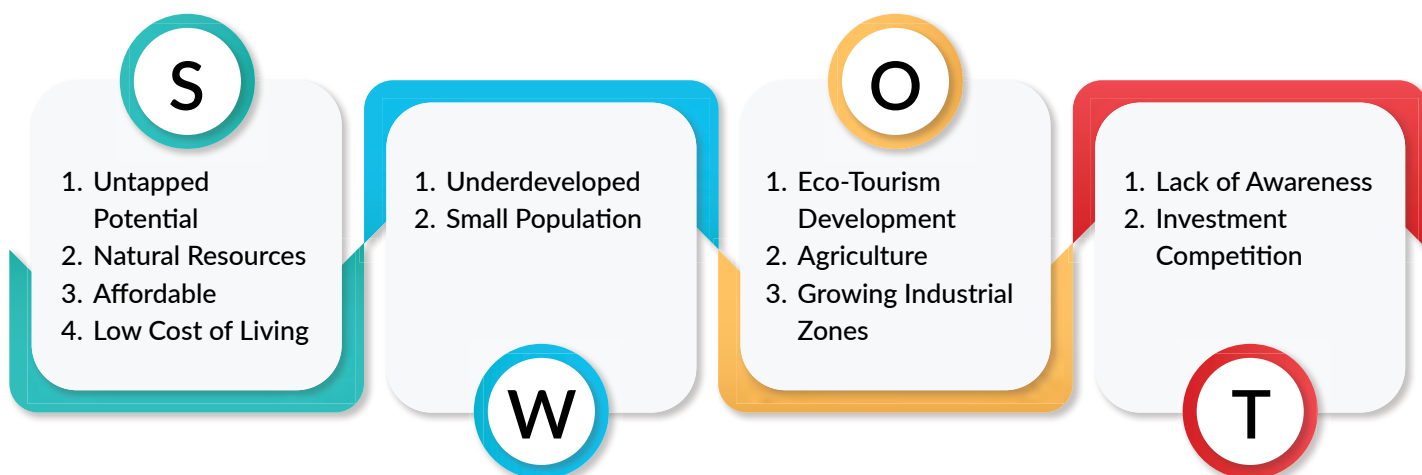 S
1. Untapped
Potential
2. Natural Resources
3. Affordable
4. Low Cost of Living
1. Underdeveloped
2. Small Population
W
O
1. Eco-Tourism
Development
2. Agriculture
3. Growing Industrial
Zones
1. Lack of Awareness
2. Investment
Competition
T